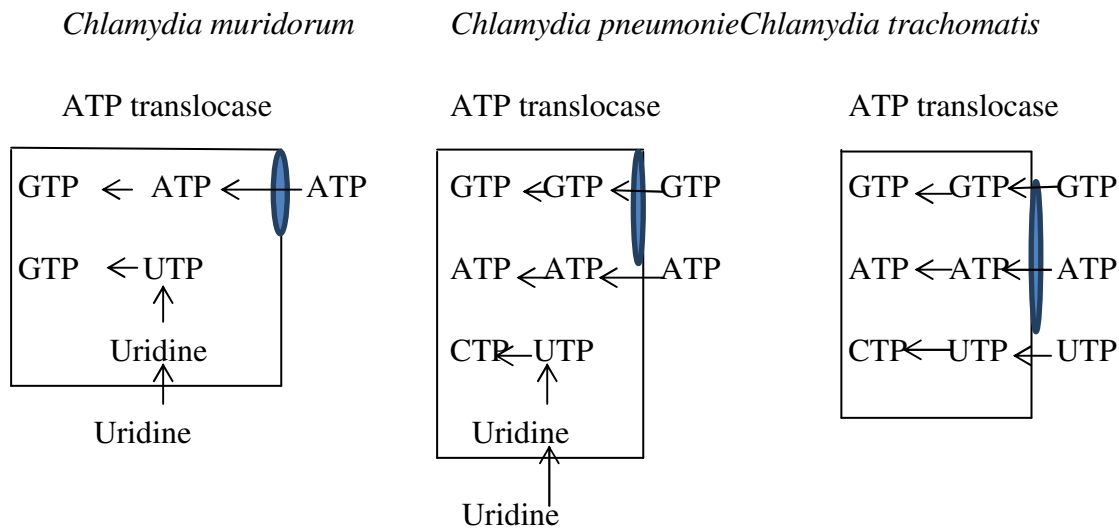 Chlamydia muridorum Chlamydia pneumonieChlamydia trachomatis
ATP translocase ATP translocase ATP translocase
GTP ATP ATP GTP GTP GTP GTP GTP GTP
GTP UTP ATP ATP ATP ATP ATP ATP
Uridine CTP UTP CTP UTP UTP
Uridine Uridine
Uridine